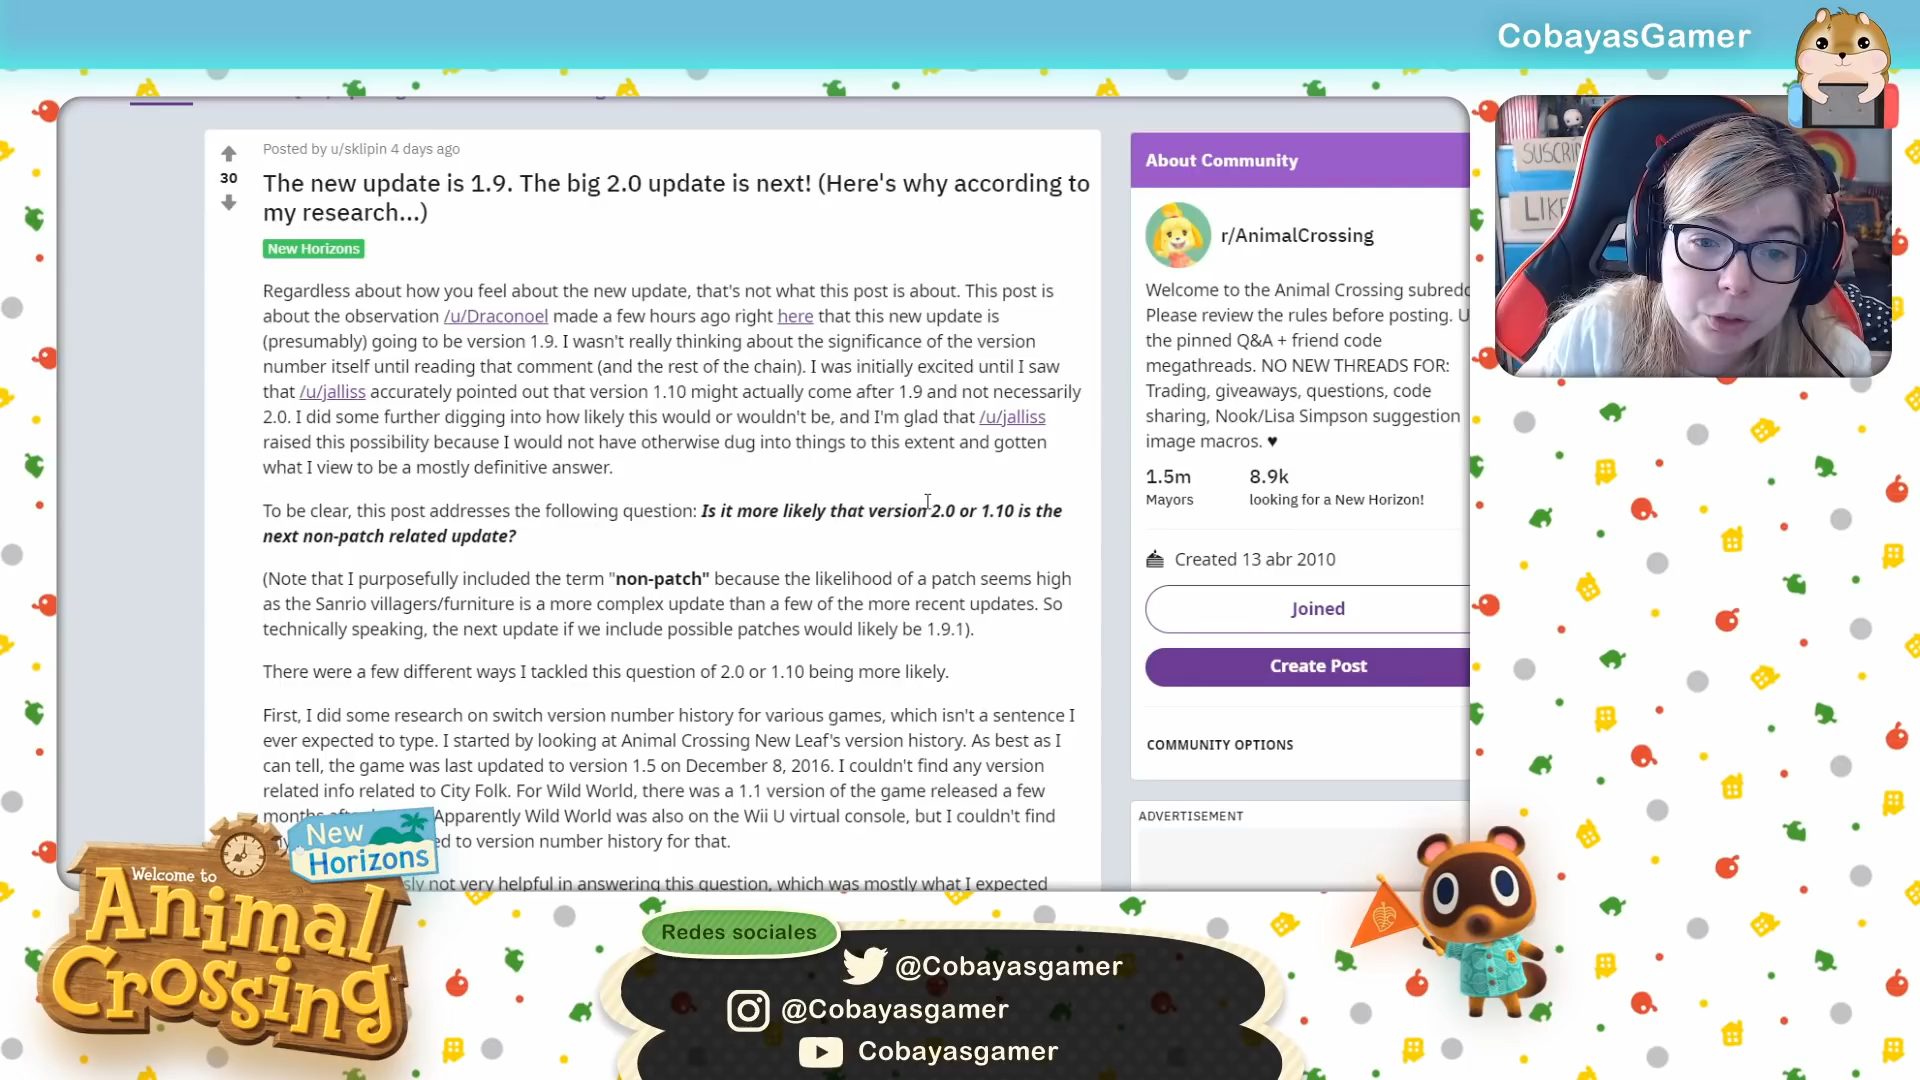 CobayasGamer
SUSCRIB
LIKE
Posted by u/sklipin 4 days ago
30
The new update is 1.9. The big 2.0 update is next! (Here's why according to
my research...)
New Horizons
Regardless about how you feel about the new update, that's not what this post is about. This post is
about the observation /u/Draconoel made a few hours ago right here that this new update is
(presumably) going to be version 1.9. I wasn't really thinking about the significance of the version
number itself until reading that comment (and the rest of the chain). I was initially excited until I saw
that /u/jalliss accurately pointed out that version 1.10 might actually come after 1.9 and not necessarily
2.0. I did some further digging into how likely this would or wouldn't be, and I'm glad that /u/jalliss
raised this possibility because I would not have otherwise dug into things to this extent and gotten
what I view to be a mostly definitive answer.
To be clear, this post addresses the following question: Is it more likely that version 2.0 or 1.10 is the
next non-patch related update?
(Note that I purposefully included the term "non-patch" because the likelihood of a patch seems high
as the Sanrio villagers/furniture is a more complex update than a few of the more recent updates. So
technically speaking, the next update if we include possible patches would likely be 1.9.1).
There were a few different ways I tackled this question of 2.0 or 1.10 being more likely.
First, I did some research on switch version number history for various games, which isn't a sentence I
ever expected to type. I started by looking at Animal Crossing New Leaf's version history. As best as I
can tell, the game was last updated to version 1.5 on December 8, 2016. I couldn't find any version
related info related to City Folk. For Wild World, there was a 1.1 version of the game released a few
months Apparently Wild World was also on the Wii U virtual console, but I couldn't find
ed to version number history for that.
sly not very helpful in answering this question, which was mostly what I expected
About Community
r/AnimalCrossing
Welcome to the Animal Crossing subredd
Please review the rules before posting. U
the pinned Q&A + friend code
megathreads. NO NEW THREADS FOR:
Trading, giveaways, questions, code
sharing, Nook/Lisa Simpson suggestion
image macros. ♥
1.5m
Mayors
8.9k
looking for a New Horizon!
Created 13 abr 2010
Joined
Create Post
COMMUNITY OPTIONS
ADVERTISEMENT
Welcome to
Animal
Crossing
New
Horizons
Redes sociales
@Cobayasgamer
@Cobayasgamer
Cobayasgamer